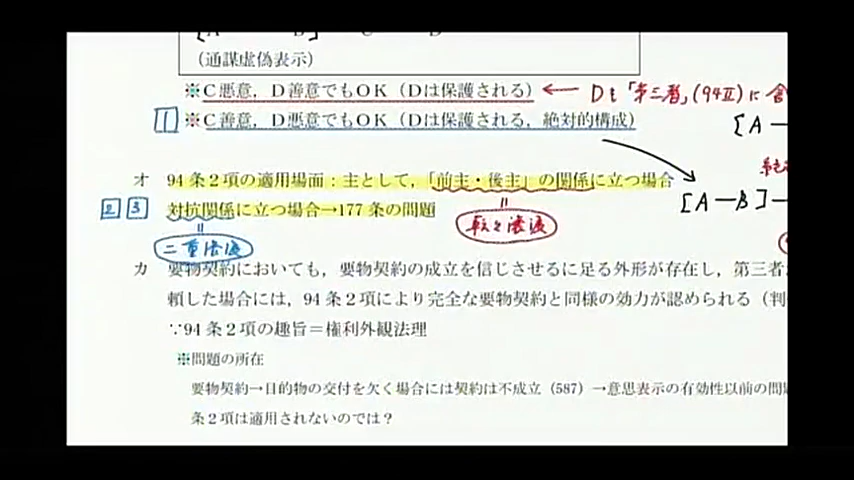 (通謀虚偽表示)
※C悪意，D善意でもOK（Dは保護される） ← Dも「第三者」(94Ⅱ)に含
1 ※C善意，D悪意でもOK（Dは保護される，絶対的構成）
[A―
オ 94条2項の適用場面：主として，「前主・後主」の関係に立つ場合
[A―B]―
2 3 対抗関係に立つ場合→177条の問題
＝ 転々譲渡
＝ 二重譲渡
カ 要物契約においても，要物契約の成立を信じさせるに足る外形が存在し，第三者
頼した場合には，94条2項により完全な要物契約と同様の効力が認められる（判
∵94条2項の趣旨＝権利外観法理
※問題の所在
要物契約→目的物の交付を欠く場合には契約は不成立（587）→意思表示の有効性以前の問題
条2項は適用されないのでは？